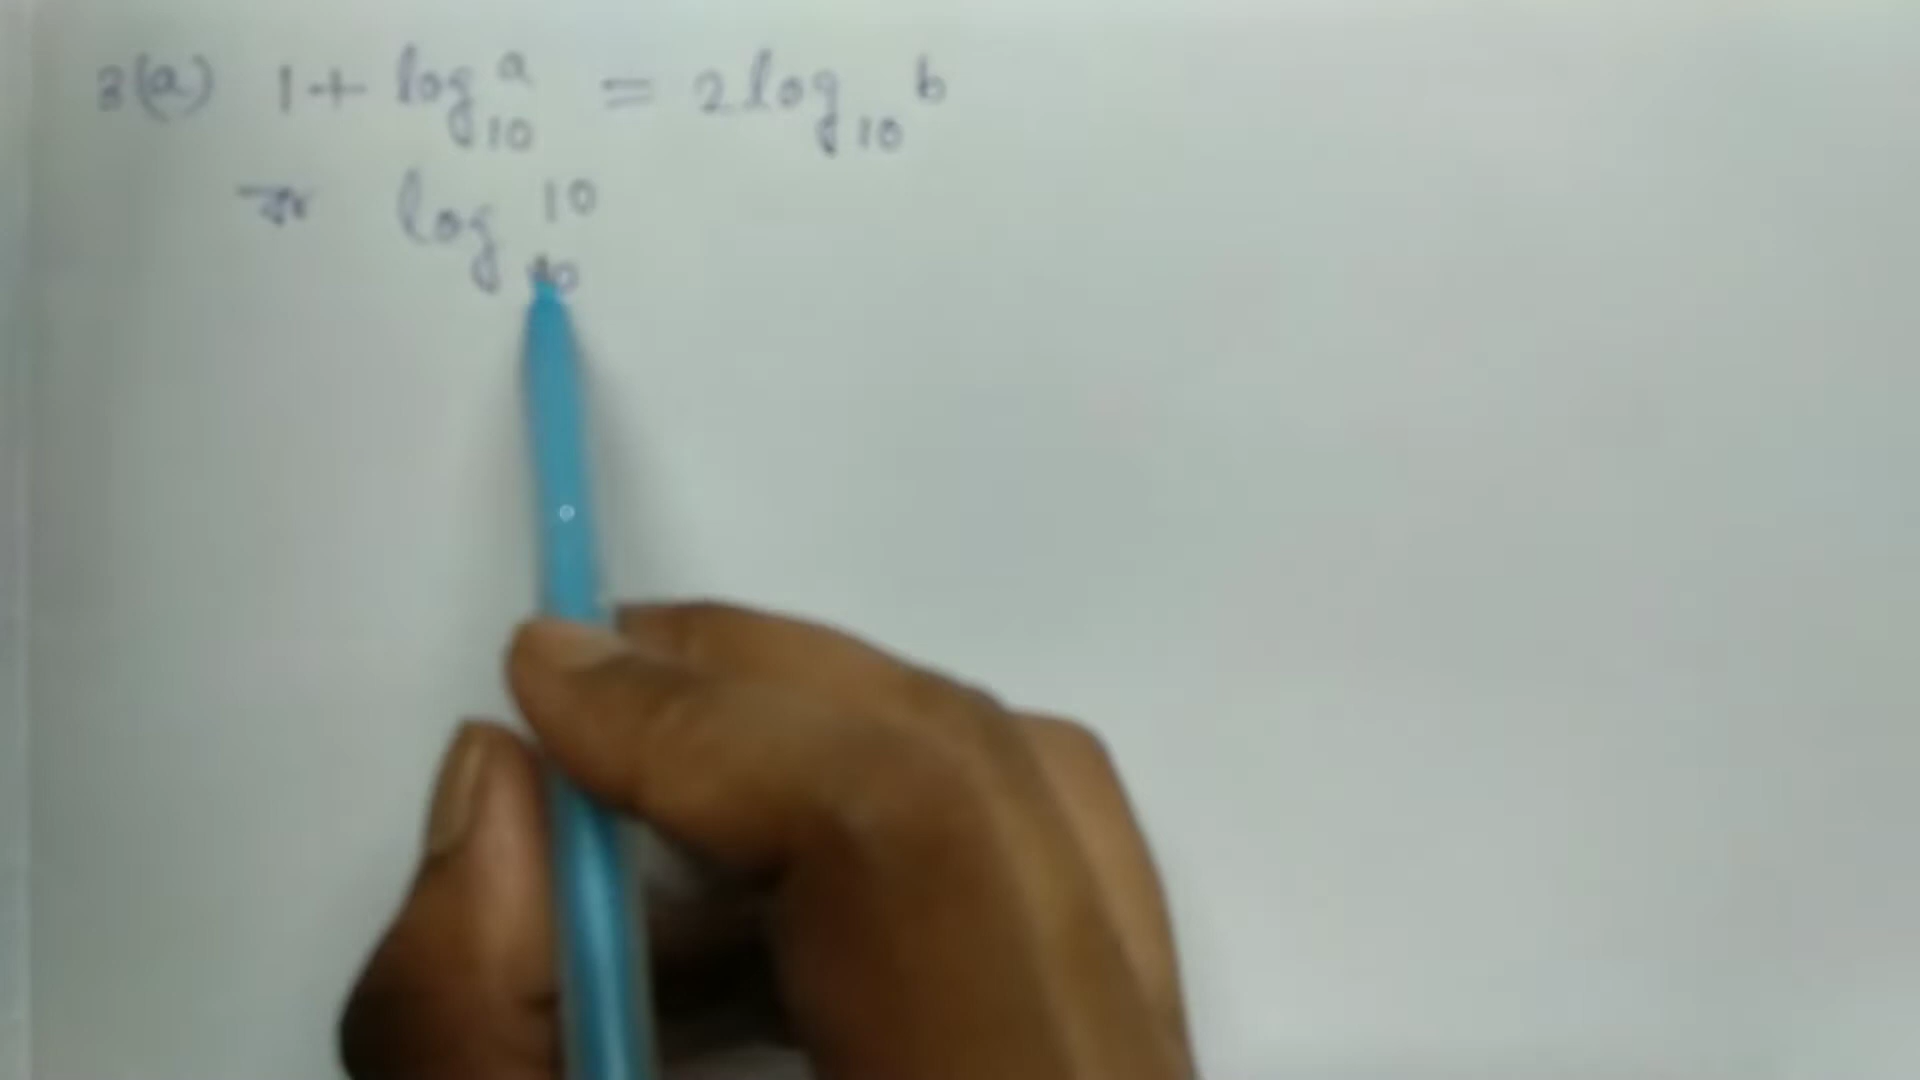 3(a) 1 + log₁₀ a = 2 log₁₀ b
বা log₁₀ 10